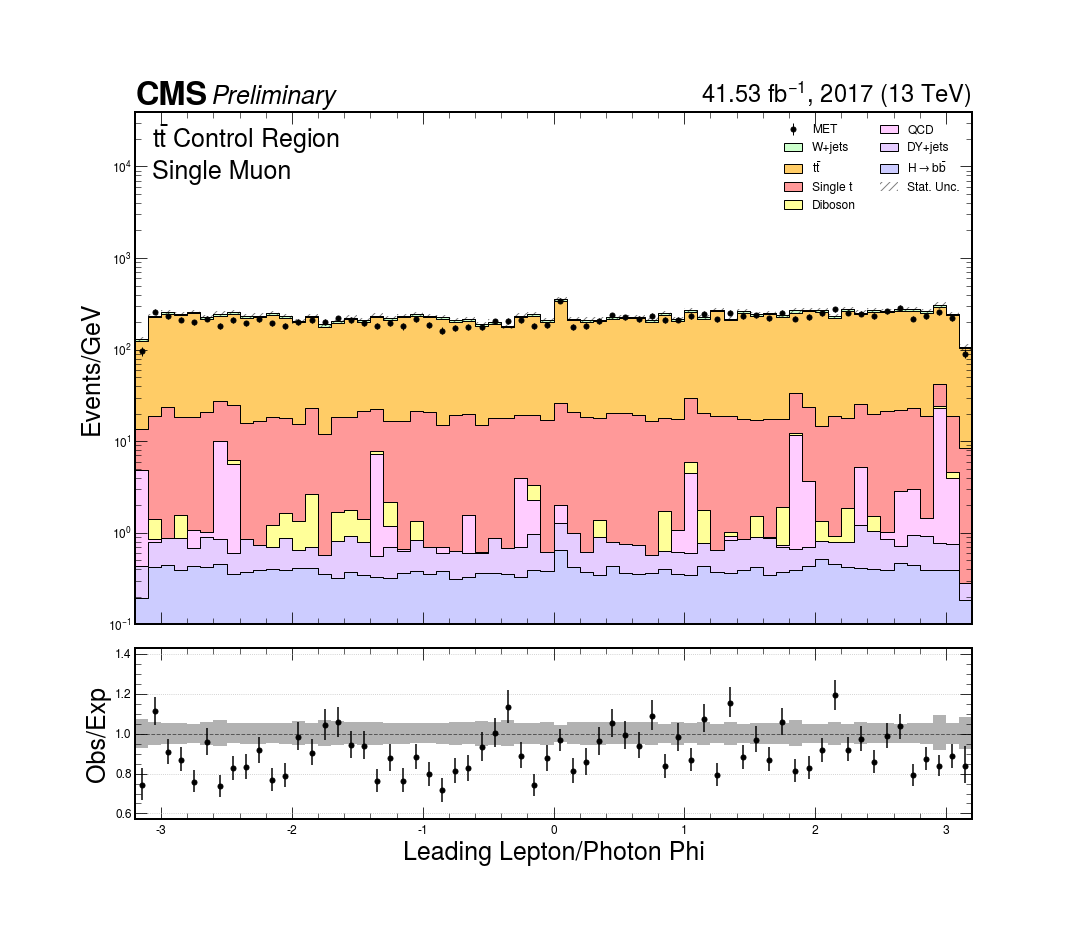 CMS Preliminary
41.53 fb⁻¹, 2017 (13 TeV)
tt̄ Control Region
Single Muon
MET
W+jets
tt̄
Single t
Diboson
QCD
DY+jets
H→bb̄
Stat. Unc.
10⁴
10³
10²
10¹
10⁰
10⁻¹
Events/GeV
1.4
1.2
1.0
0.8
0.6
Obs/Exp
-3 -2 -1 0 1 2 3
Leading Lepton/Photon Phi